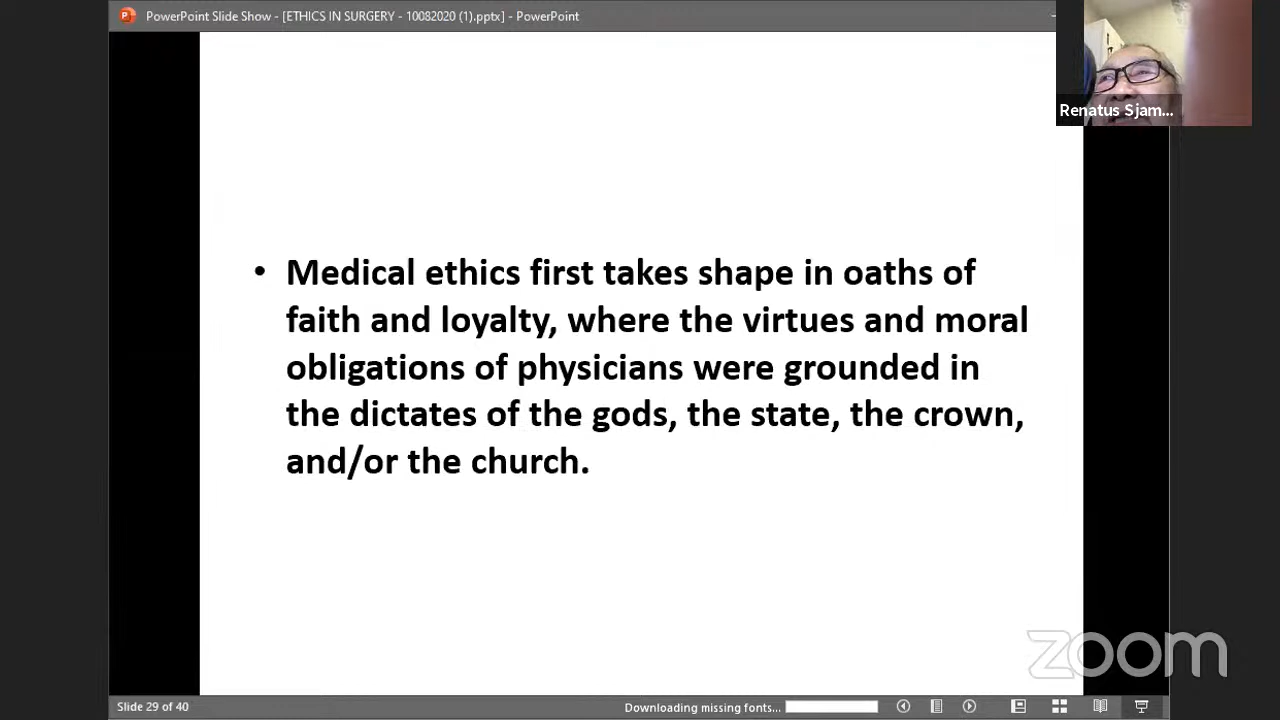 PowerPoint Slide Show - [ETHICS IN SURGERY - 10082020 (1).pptx] - PowerPoint
Renatus Sjam...
• Medical ethics first takes shape in oaths of
faith and loyalty, where the virtues and moral
obligations of physicians were grounded in
the dictates of the gods, the state, the crown,
and/or the church.
zoom
Slide 29 of 40
Downloading missing fonts...